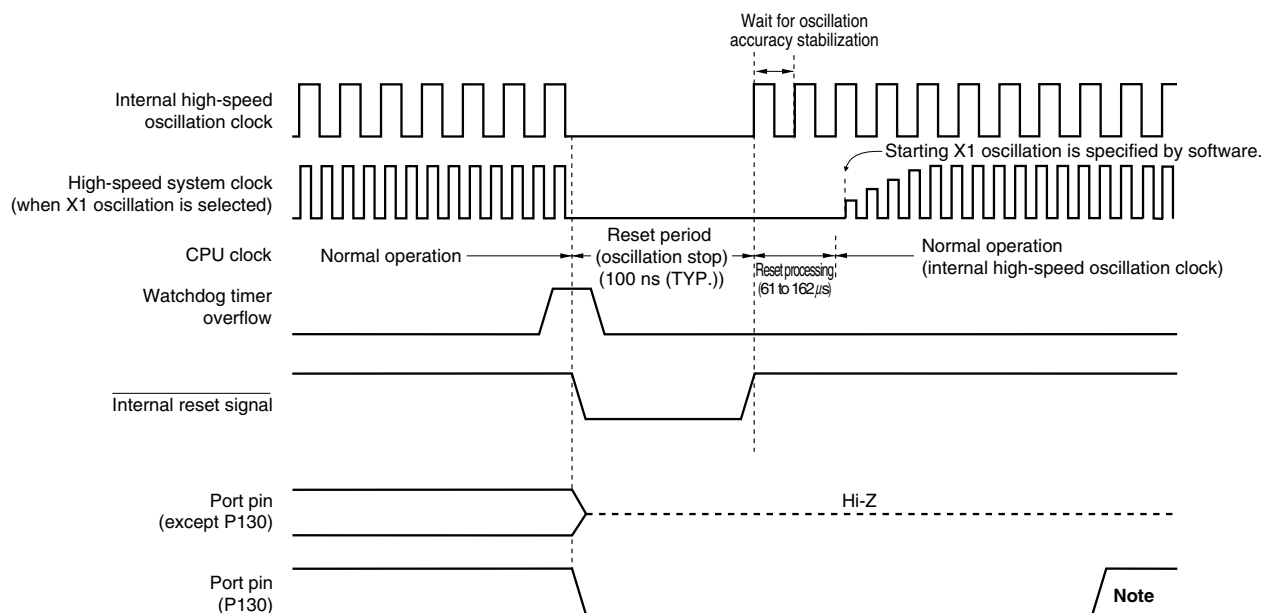 Wait for oscillation
accuracy stabilization
Internal high-speed
oscillation clock
Starting X1 oscillation is specified by software.
High-speed system clock
(when X1 oscillation is selected)
CPU clock
Normal operation
Reset period
(oscillation stop)
(100 ns (TYP.))
Reset processing
(61 to 162 μs)
Normal operation
(internal high-speed oscillation clock)
Watchdog timer
overflow
Internal reset signal
Port pin
(except P130)
Hi-Z
Port pin
(P130)
Note